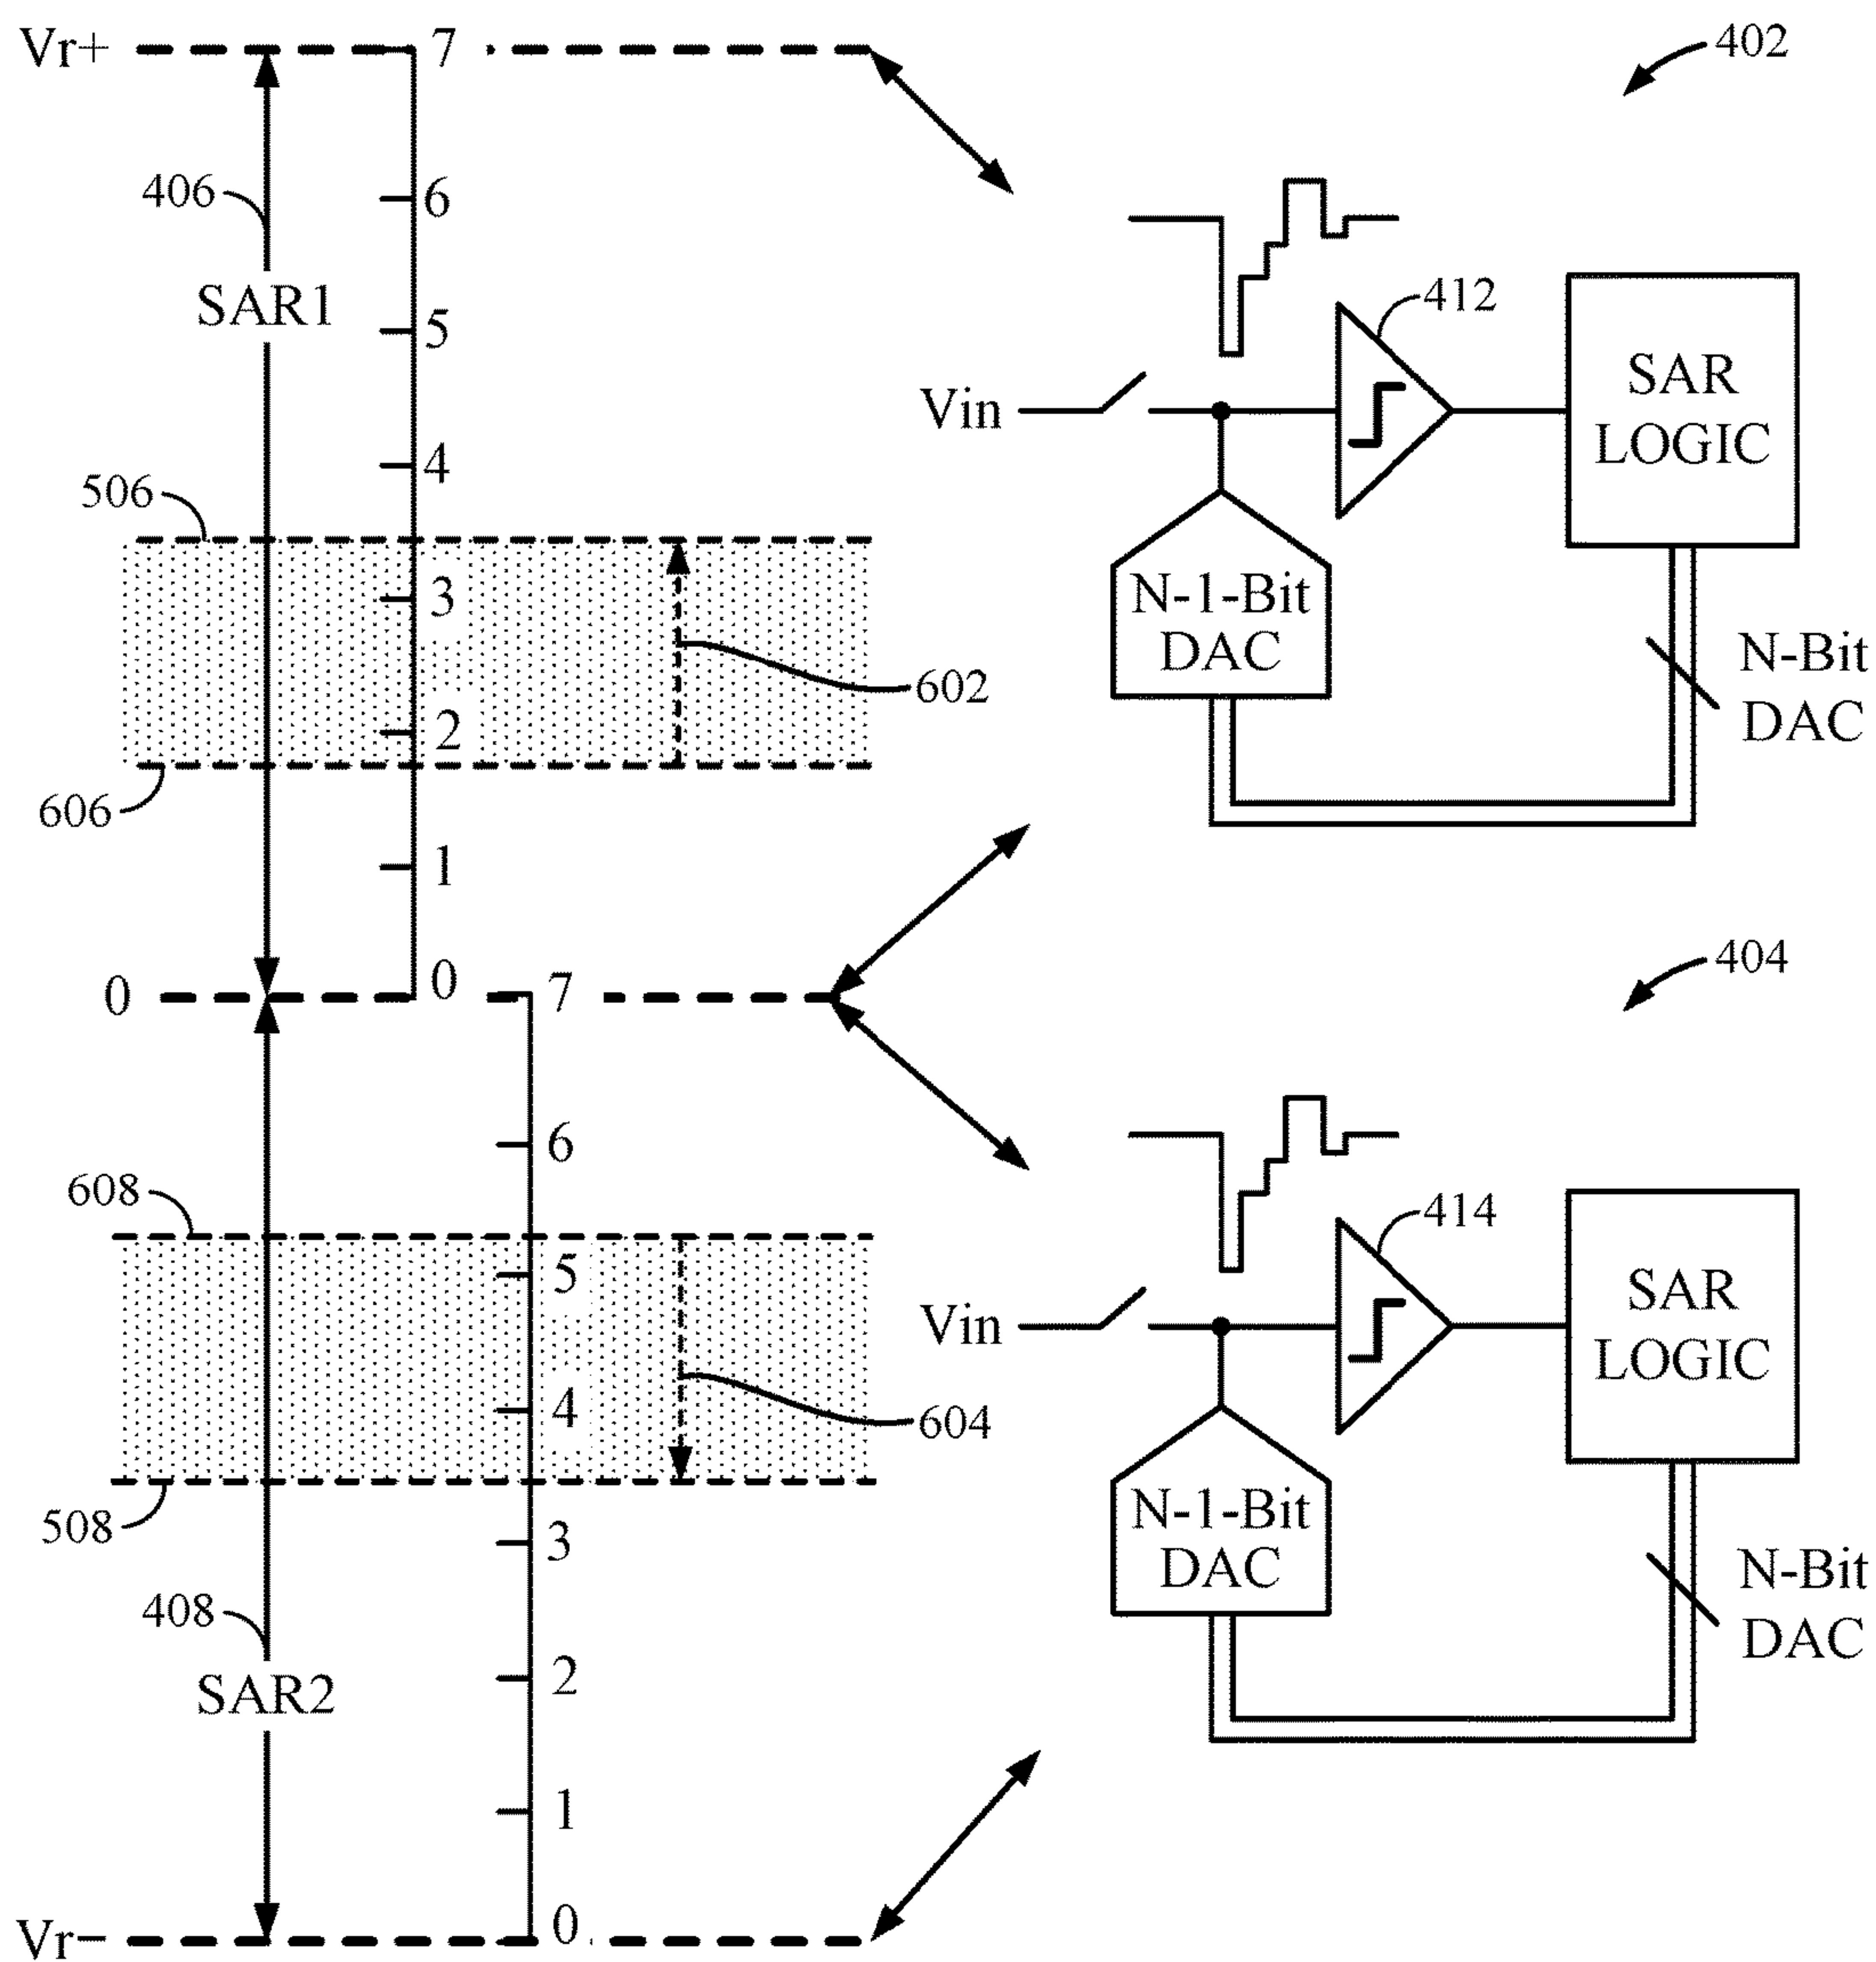 Vr+
7
402
406
6
SAR1
5
412
SAR
LOGIC
Vin
4
506
3
N-1-Bit
DAC
N-Bit
DAC
602
2
606
1
0
0
7
404
6
608
414
5
SAR
LOGIC
Vin
4
604
508
N-1-Bit
DAC
3
N-Bit
DAC
408
2
SAR2
1
0
Vr−